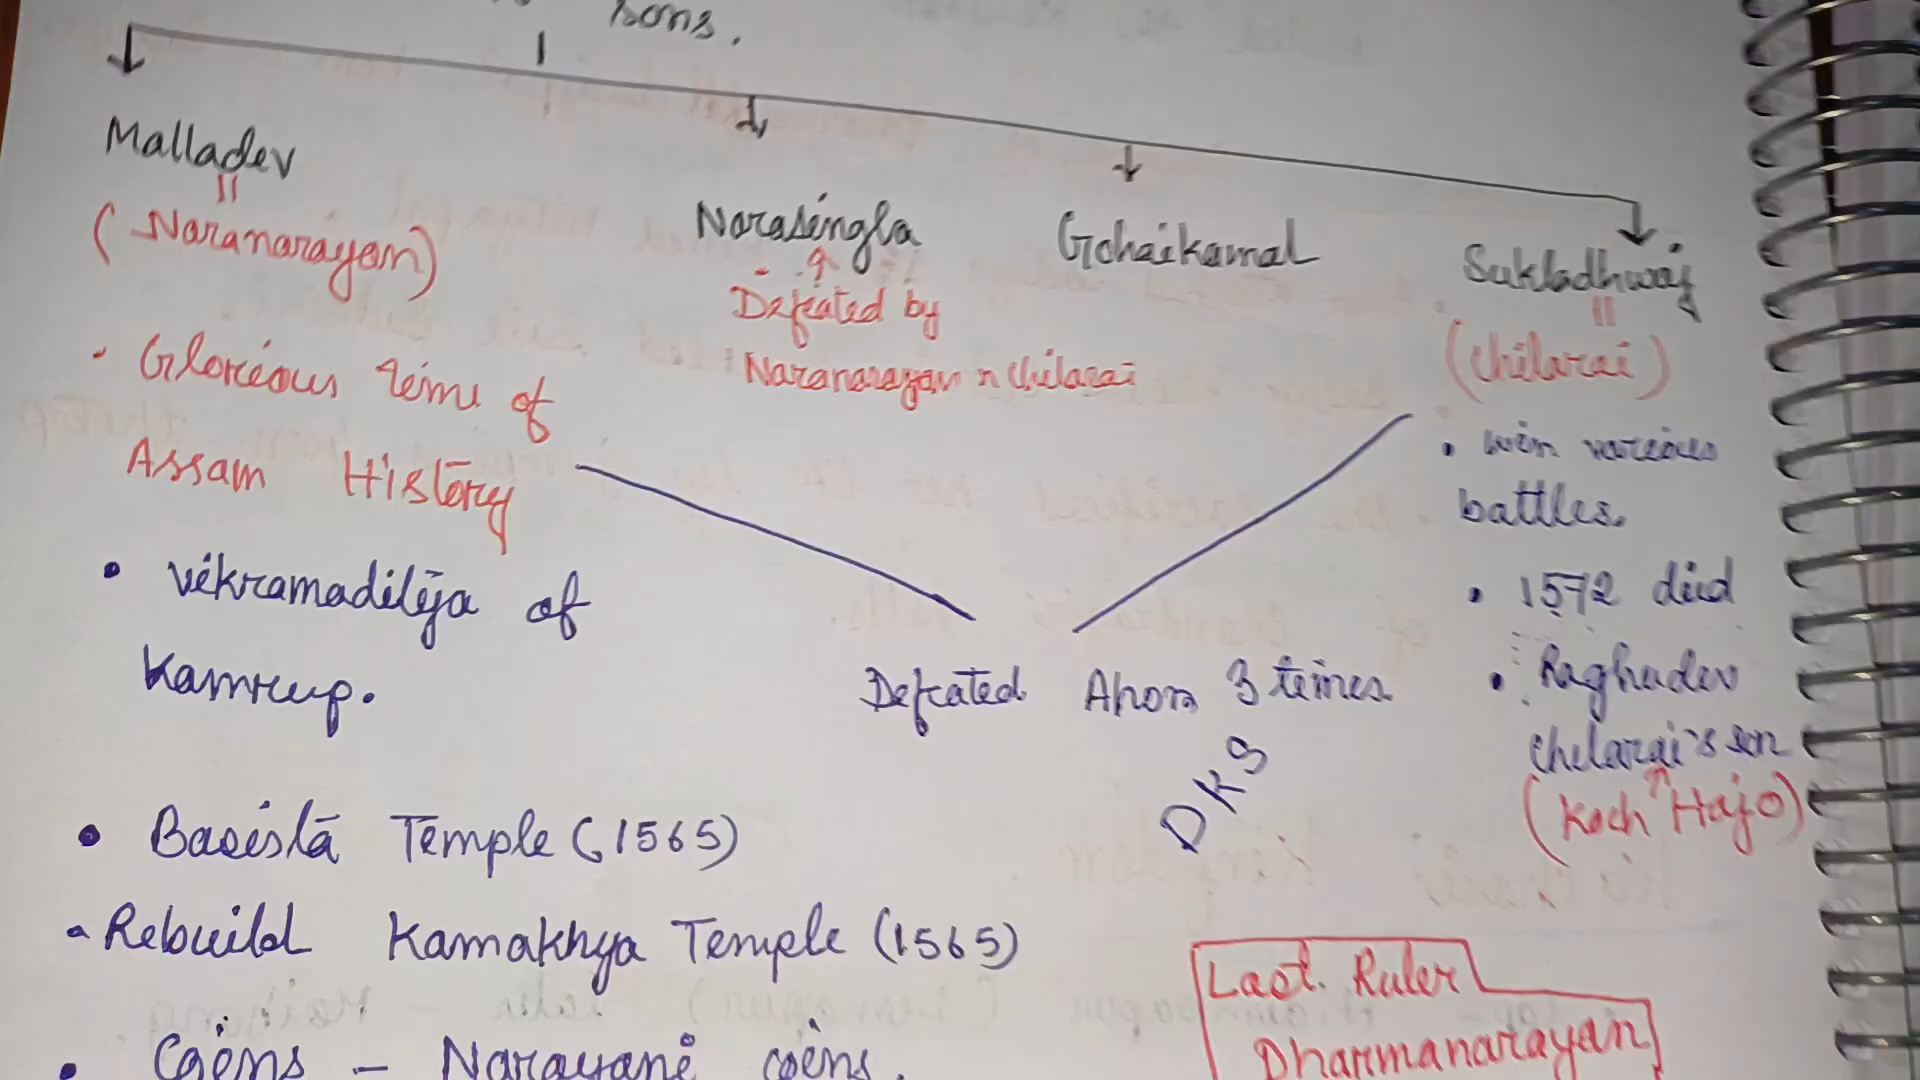 sons.
Malladev
(Naranarayan)
Narasingha
Gohaikamal
Sukladhwaj
(Chilarai)
Defeated by
Naranarayan n Chilarai
• Glorious time of
Assam History
• win various
battles.
• vikramaditya of
Kamrup.
• 1572 died
• Raghudev
chilarai's son
(Koch Hajo)
Defeated Ahom 3 times
DKS
• Basista Temple (1565)
- Rebuild Kamakhya Temple (1565)
• Coins – Narayani coins.
Last. Ruler
Dharmanarayan